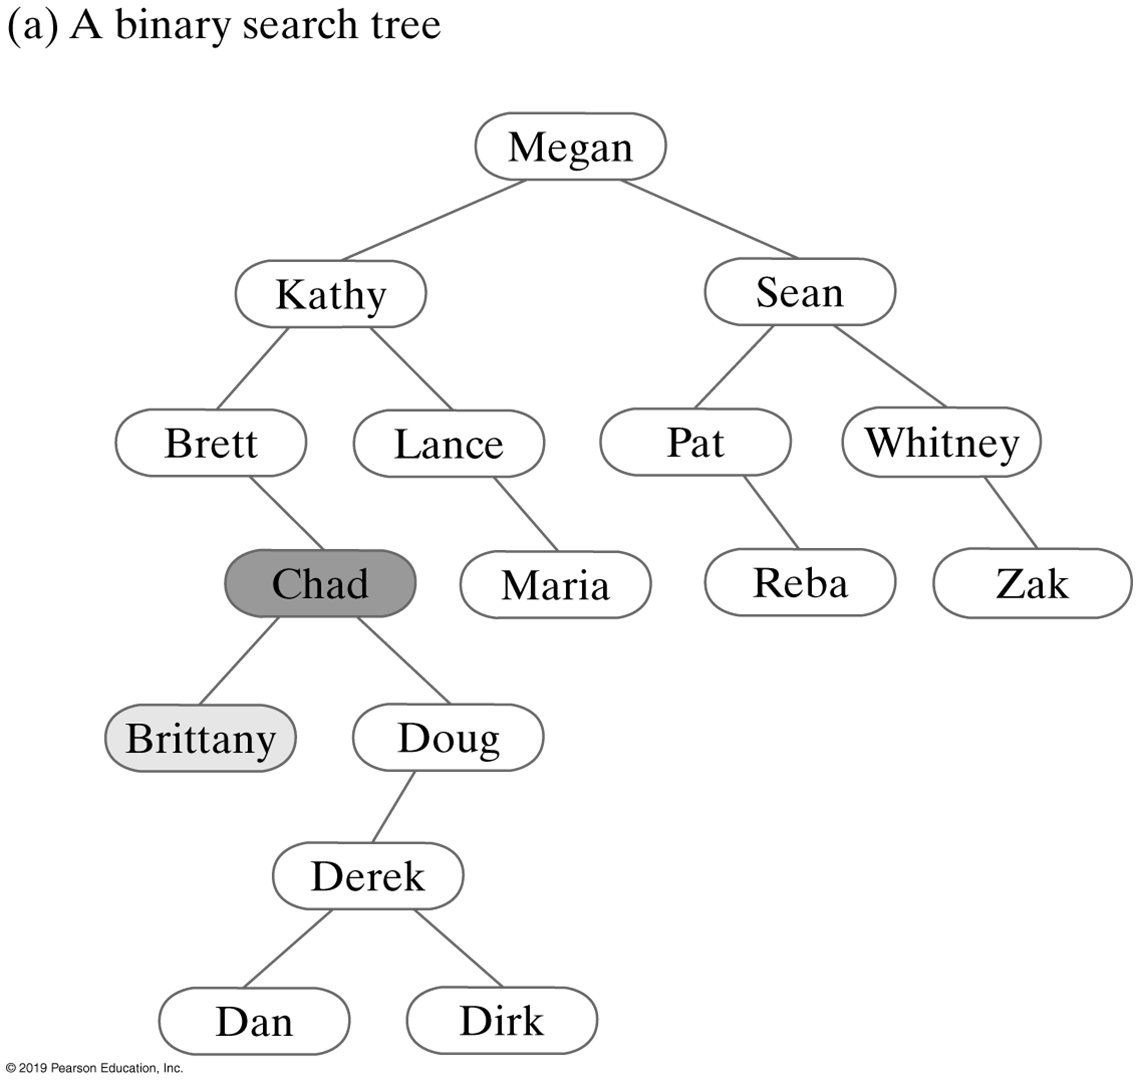 (a) A binary search tree
Megan
Kathy
Sean
Brett
Lance
Pat
Whitney
Chad
Maria
Reba
Zak
Brittany
Doug
Derek
Dan
Dirk
© 2019 Pearson Education, Inc.